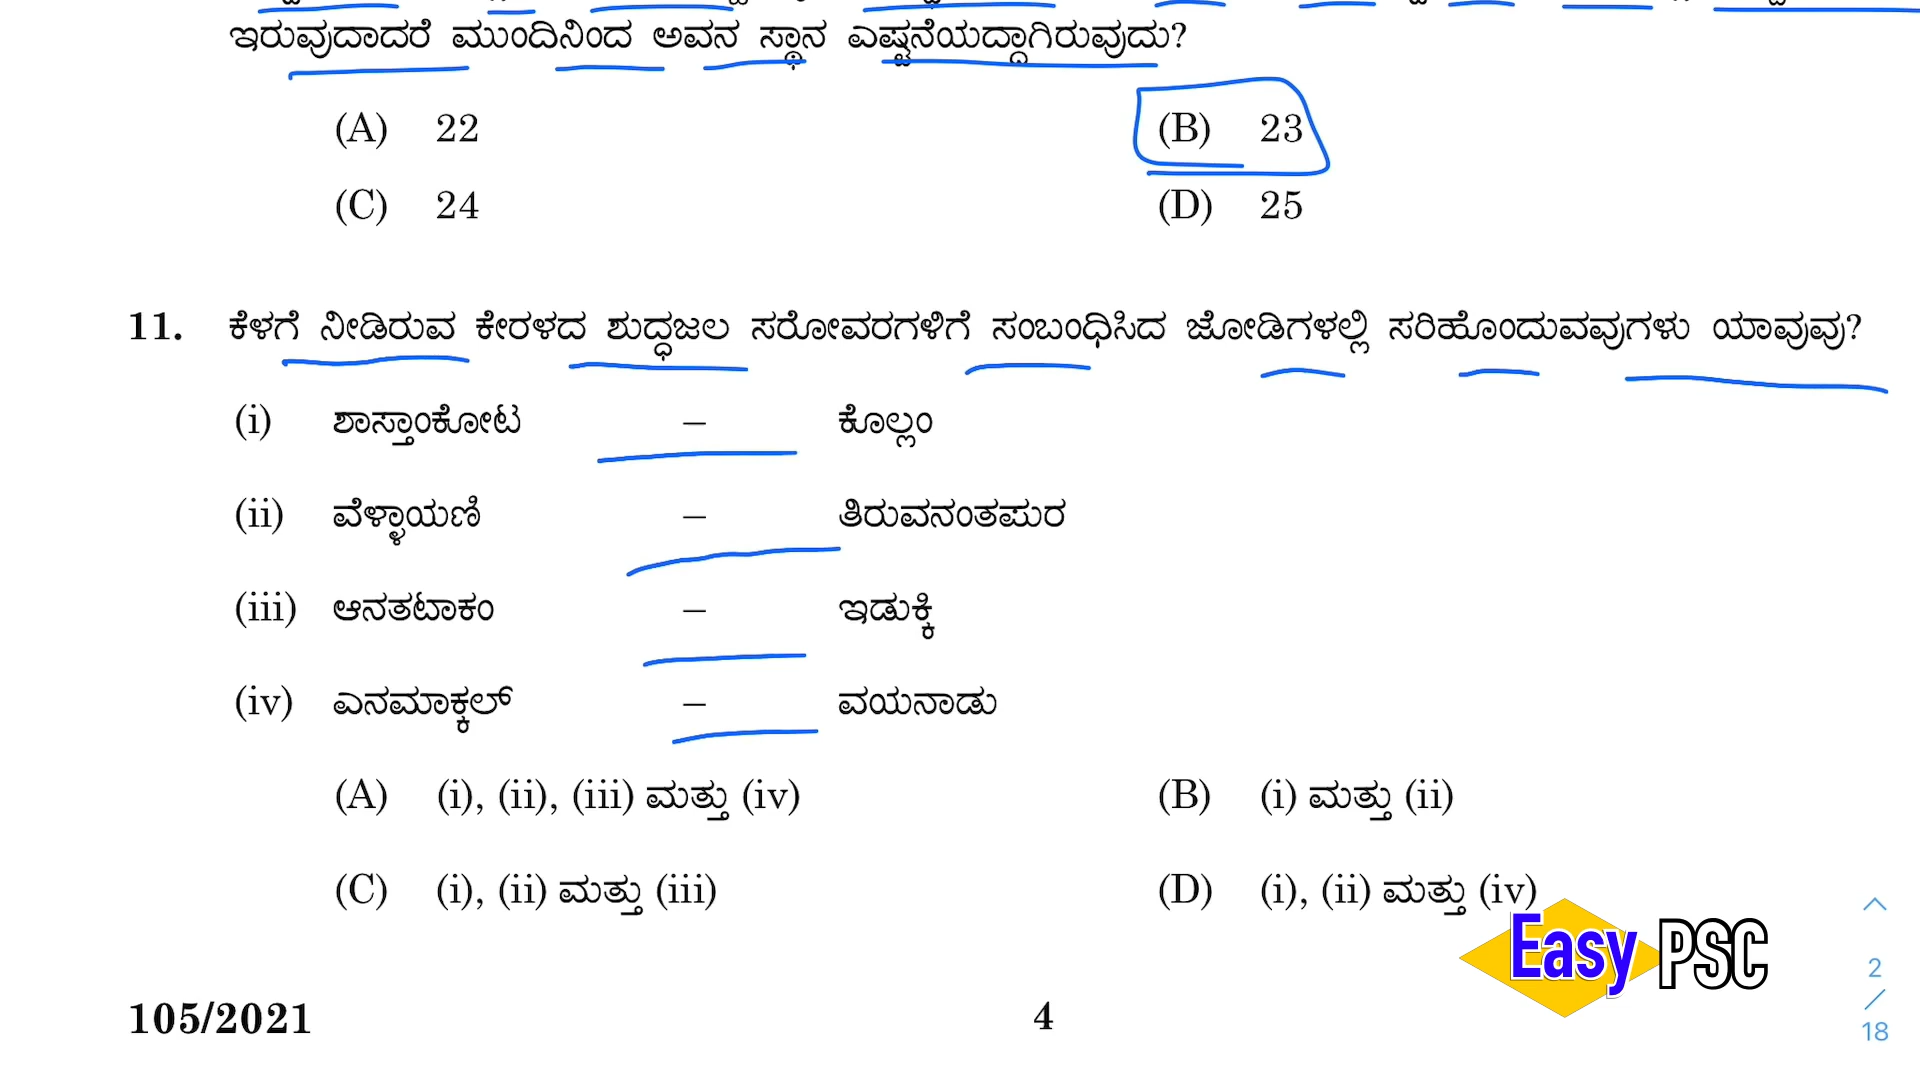 ಇರುವುದಾದರೆ ಮುಂದಿನಿಂದ ಅವನ ಸ್ಥಾನ ಎಷ್ಟನೆಯದ್ದಾಗಿರುವುದು?
(A) 22 (B) 23
(C) 24 (D) 25
11. ಕೆಳಗೆ ನೀಡಿರುವ ಕೇರಳದ ಶುದ್ಧಜಲ ಸರೋವರಗಳಿಗೆ ಸಂಬಂಧಿಸಿದ ಜೋಡಿಗಳಲ್ಲಿ ಸರಿಹೊಂದುವವುಗಳು ಯಾವುವು?
(i) ಶಾಸ್ತಾಂಕೋಟ – ಕೊಲ್ಲಂ
(ii) ವೆಳ್ಳಾಯಣಿ – ತಿರುವನಂತಪುರ
(iii) ಆನತಟಾಕಂ – ಇಡುಕ್ಕಿ
(iv) ಎನಮಾಕ್ಕಲ್ – ವಯನಾಡು
(A) (i), (ii), (iii) ಮತ್ತು (iv) (B) (i) ಮತ್ತು (ii)
(C) (i), (ii) ಮತ್ತು (iii) (D) (i), (ii) ಮತ್ತು (iv)
Easy PSC
2 / 18
105/2021 4